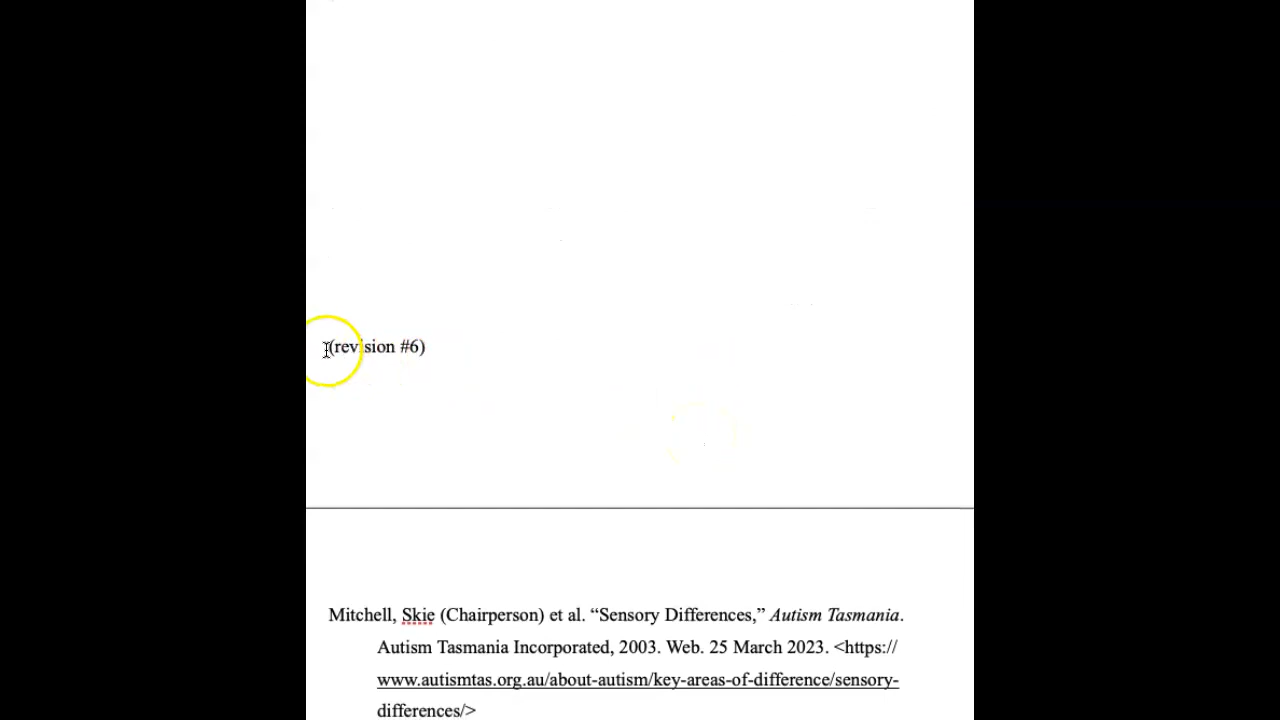 (revision #6)
Mitchell, Skie (Chairperson) et al. “Sensory Differences,” Autism Tasmania.
Autism Tasmania Incorporated, 2003. Web. 25 March 2023. <https://
www.autismtas.org.au/about-autism/key-areas-of-difference/sensory-
differences/>